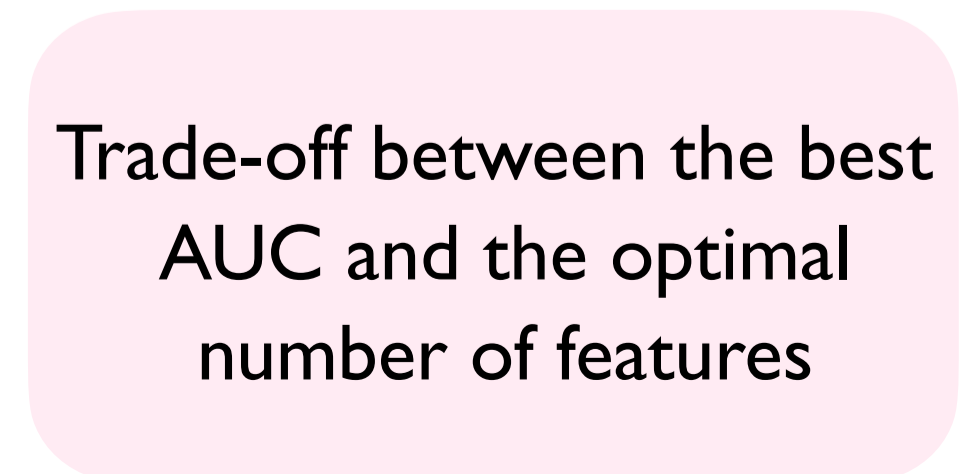 Trade-off between the best
AUC and the optimal
number of features